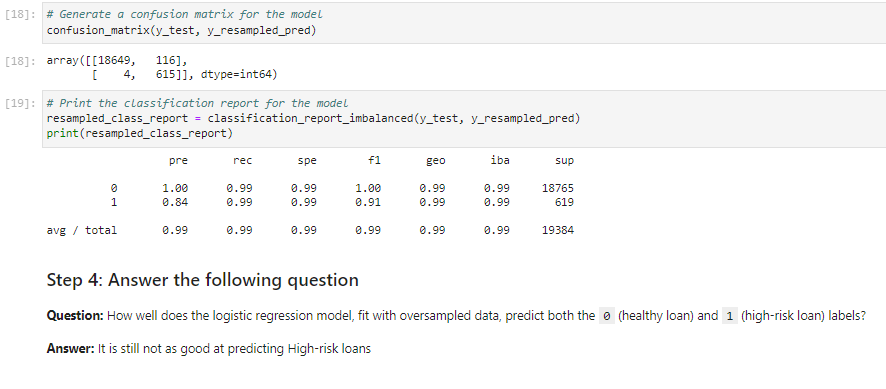 [18]: # Generate a confusion matrix for the model
confusion_matrix(y_test, y_resampled_pred)
[18]: array([[18649,   116],
       [    4,   615]], dtype=int64)
[19]: # Print the classification report for the model
resampled_class_report = classification_report_imbalanced(y_test, y_resampled_pred)
print(resampled_class_report)
pre rec spe f1 geo iba sup
0 1.00 0.99 0.99 1.00 0.99 0.99 18765
1 0.84 0.99 0.99 0.91 0.99 0.99 619
avg / total 0.99 0.99 0.99 0.99 0.99 0.99 19384
Step 4: Answer the following question
Question: How well does the logistic regression model, fit with oversampled data, predict both the 0 (healthy loan) and 1 (high-risk loan) labels?
Answer: It is still not as good at predicting High-risk loans